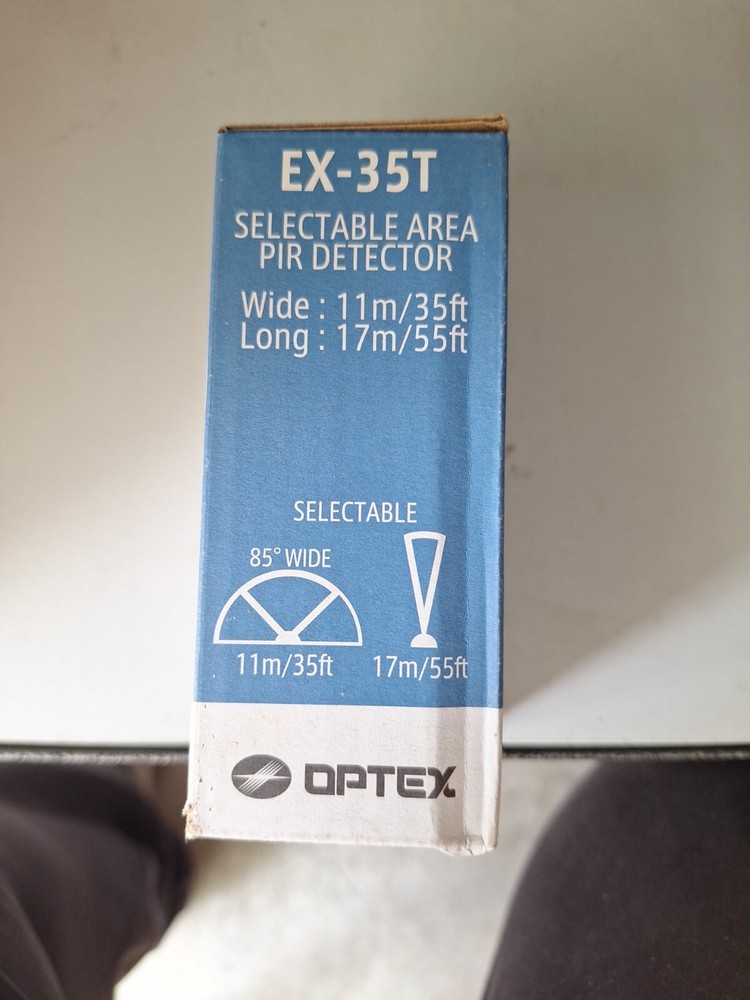 EX-35T
SELECTABLE AREA
PIR DETECTOR
Wide : 11m/35ft
Long : 17m/55ft
SELECTABLE
85° WIDE
11m/35ft
17m/55ft
OPTEX